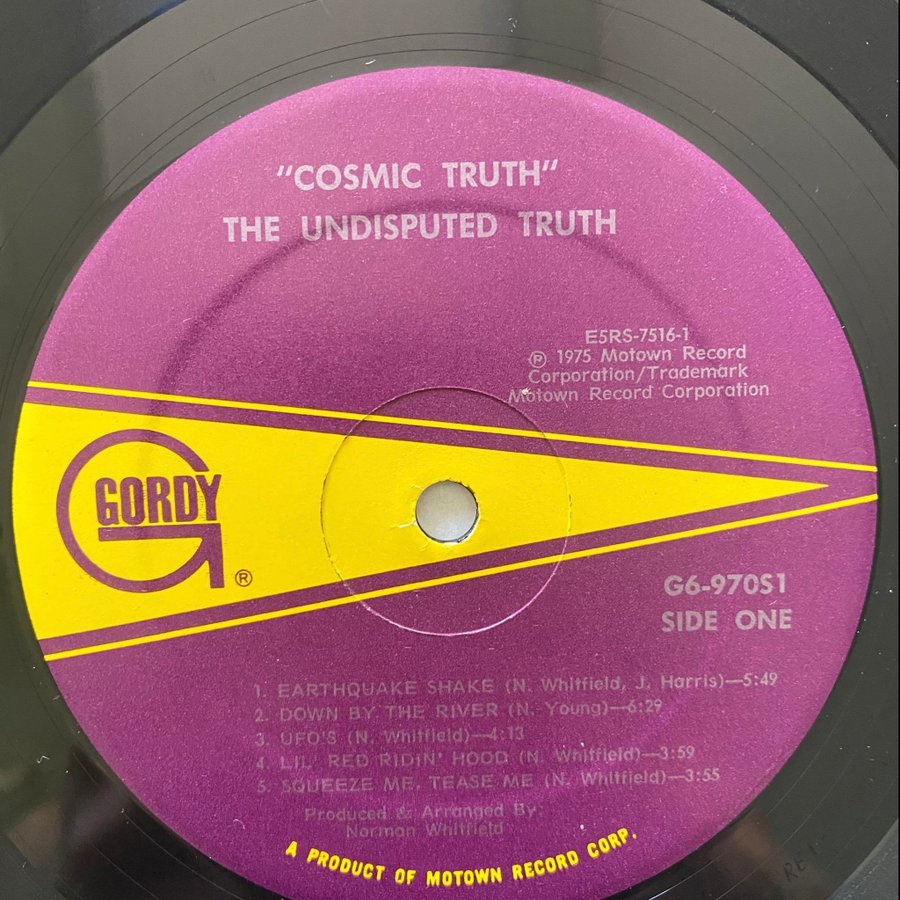 "COSMIC TRUTH"
THE UNDISPUTED TRUTH
E5RS-7516-1
Ⓟ 1975 Motown Record
Corporation/Trademark
Motown Record Corporation
GORDY
®
G6-970S1
SIDE ONE
1. EARTHQUAKE SHAKE (N. Whitfield, J. Harris)—5:49
2. DOWN BY THE RIVER (N. Young)—6:29
3. UFO'S (N. Whitfield)—4:13
4. LIL' RED RIDIN' HOOD (N. Whitfield)—3:59
5. SQUEEZE ME, TEASE ME (N. Whitfield)—3:55
Produced & Arranged By:
Norman Whitfield
A PRODUCT OF MOTOWN RECORD CORP.